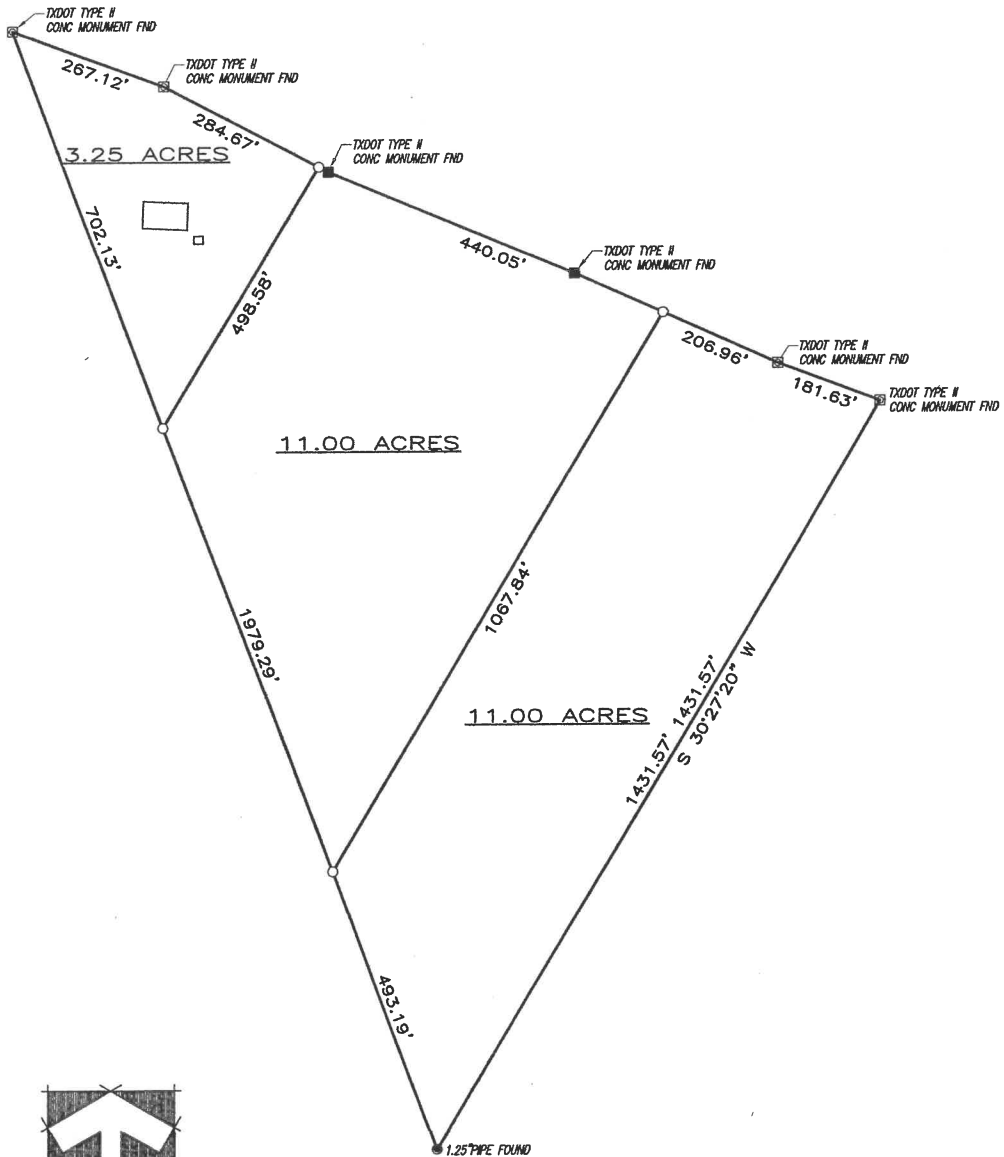 TXDOT TYPE II
CONC MONUMENT FND
267.12'
TXDOT TYPE II
CONC MONUMENT FND
284.67'
TXDOT TYPE II
CONC MONUMENT FND
3.25 ACRES
702.13'
498.58'
440.05'
TXDOT TYPE II
CONC MONUMENT FND
206.96'
TXDOT TYPE II
CONC MONUMENT FND
181.63'
TXDOT TYPE II
CONC MONUMENT FND
11.00 ACRES
1067.84'
1979.29'
11.00 ACRES
1431.57' 1431.57'
S 30°27'20" W
493.19'
1.25"PIPE FOUND